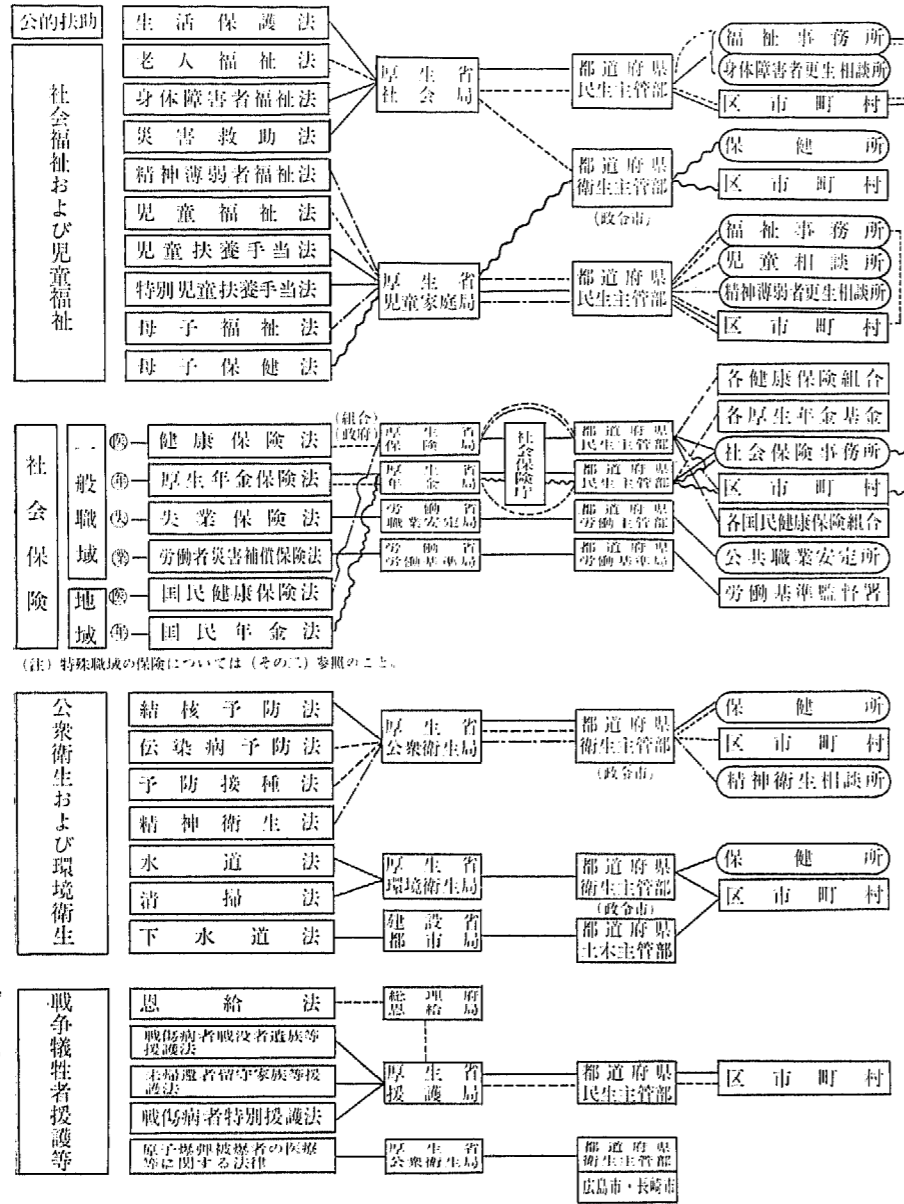 公的扶助
生活保護法
社会福祉および児童福祉
老人福祉法
身体障害者福祉法
災害救助法
精神薄弱者福祉法
児童福祉法
児童扶養手当法
特別児童扶養手当法
母子福祉法
母子保健法
厚生省
社会局
厚生省
児童家庭局
都道府県
民生主管部
都道府県
衛生主管部
(政令市)
都道府県
民生主管部
福祉事務所
身体障害者更生相談所
区市町村
保健所
区市町村
福祉事務所
児童相談所
精神薄弱者更生相談所
区市町村
社会保険
一般職域
地域
医
健康保険法
年
厚生年金保険法
失
失業保険法
業
労働者災害補償保険法
医
国民健康保険法
年
国民年金法
(組合)
(政府)
厚生省
保険局
厚生省
年金局
労働省
職業安定局
労働省
労働基準局
社会保険庁
都道府県
民生主管部
都道府県
民生主管部
都道府県
労働主管部
都道府県
労働基準局
各健康保険組合
各厚生年金基金
社会保険事務所
区市町村
各国民健康保険組合
公共職業安定所
労働基準監督署
(注) 特殊職域の保険については (その二) 参照のこと。
公衆衛生および環境衛生
結核予防法
伝染病予防法
予防接種法
精神衛生法
水道法
清掃法
下水道法
厚生省
公衆衛生局
厚生省
環境衛生局
建設省
都市局
都道府県
衛生主管部
(政令市)
都道府県
衛生主管部
(政令市)
都道府県
土木主管部
保健所
区市町村
精神衛生相談所
保健所
区市町村
戦争犠牲者援護等
恩給法
戦傷病者戦没者遺族等
援護法
未帰還者留守家族等援
護法
戦傷病者特別援護法
原子爆弾被爆者の医療
等に関する法律
総理府
恩給局
厚生省
援護局
厚生省
公衆衛生局
都道府県
民生主管部
都道府県
衛生主管部
広島市・長崎市
区市町村